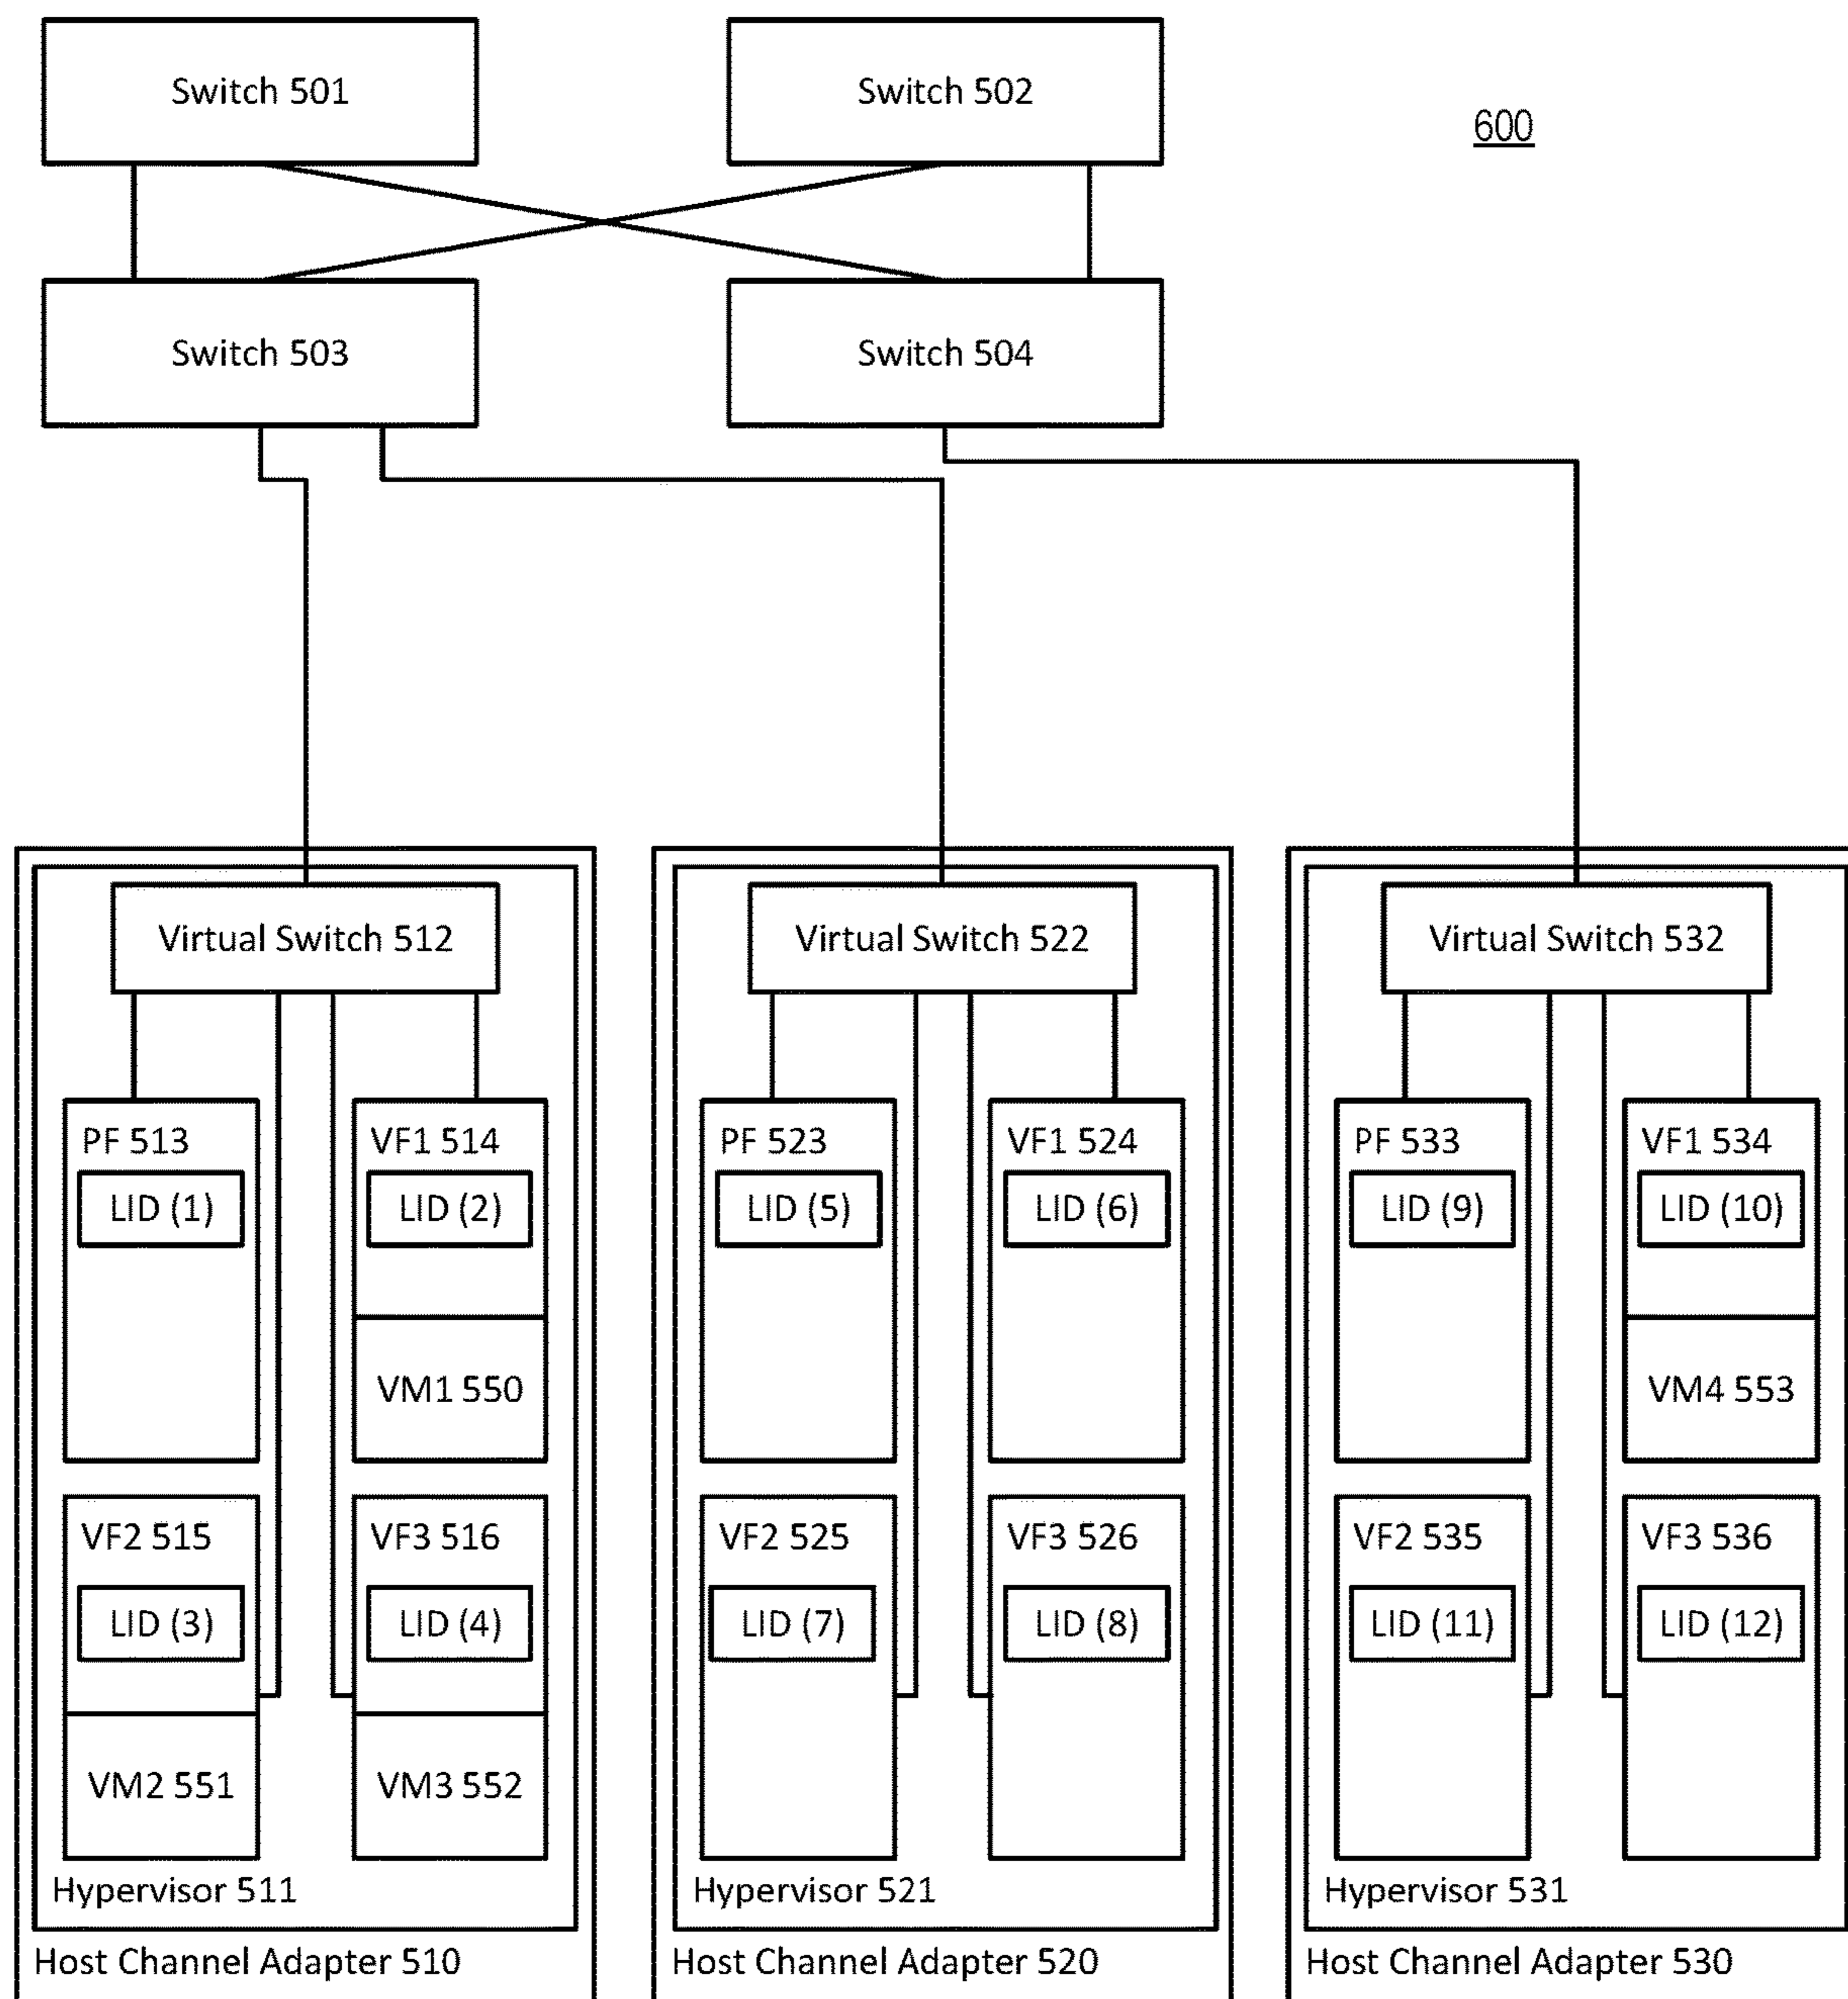 Switch 501
Switch 502
600
Switch 503
Switch 504
Virtual Switch 512
Virtual Switch 522
Virtual Switch 532
PF 513
LID (1)
VF1 514
LID (2)
VM1 550
VF2 515
LID (3)
VM2 551
VF3 516
LID (4)
VM3 552
Hypervisor 511
Host Channel Adapter 510
PF 523
LID (5)
VF1 524
LID (6)
VF2 525
LID (7)
VF3 526
LID (8)
Hypervisor 521
Host Channel Adapter 520
PF 533
LID (9)
VF1 534
LID (10)
VM4 553
VF2 535
LID (11)
VF3 536
LID (12)
Hypervisor 531
Host Channel Adapter 530